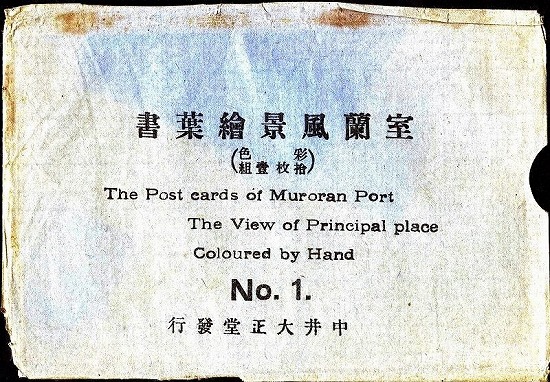 室蘭風景繪葉書
(彩色
拾枚壹組)
The Post cards of Muroran Port
The View of Principal place
Coloured by Hand
No. 1.
中井大正堂發行